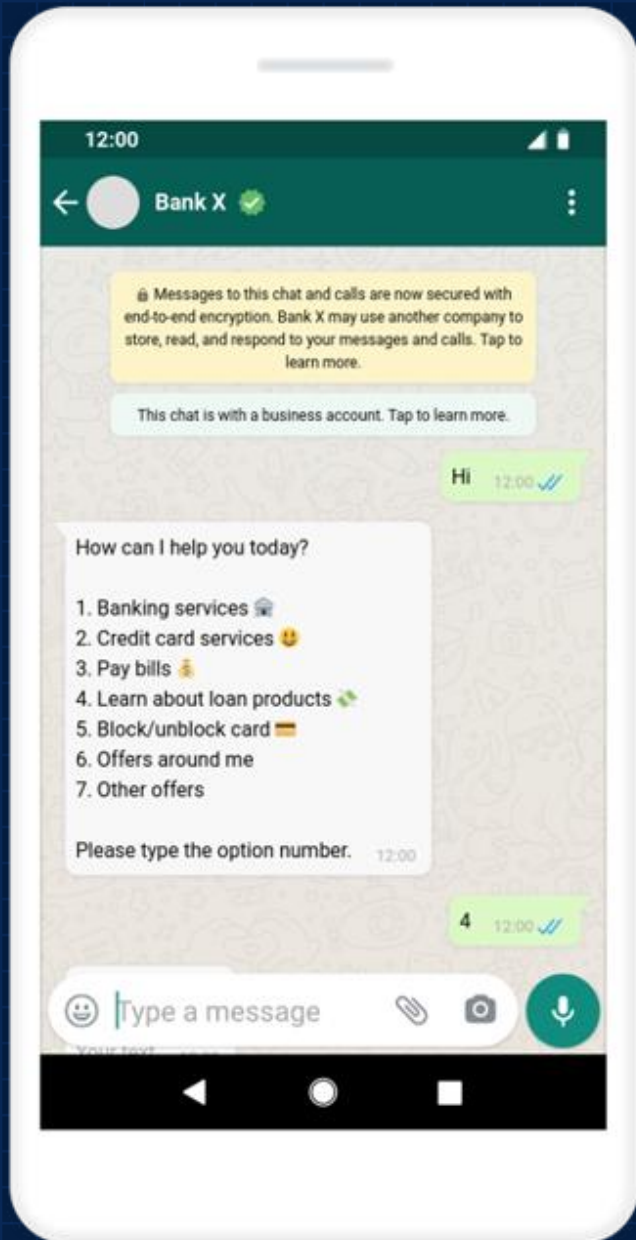 12:00
Bank X
Messages to this chat and calls are now secured with
end-to-end encryption. Bank X may use another company to
store, read, and respond to your messages and calls. Tap to
learn more.
This chat is with a business account. Tap to learn more.
Hi 12:00
How can I help you today?
1. Banking services
2. Credit card services
3. Pay bills
4. Learn about loan products
5. Block/unblock card
6. Offers around me
7. Other offers
Please type the option number. 12:00
4 12:00
Type a message
Your text